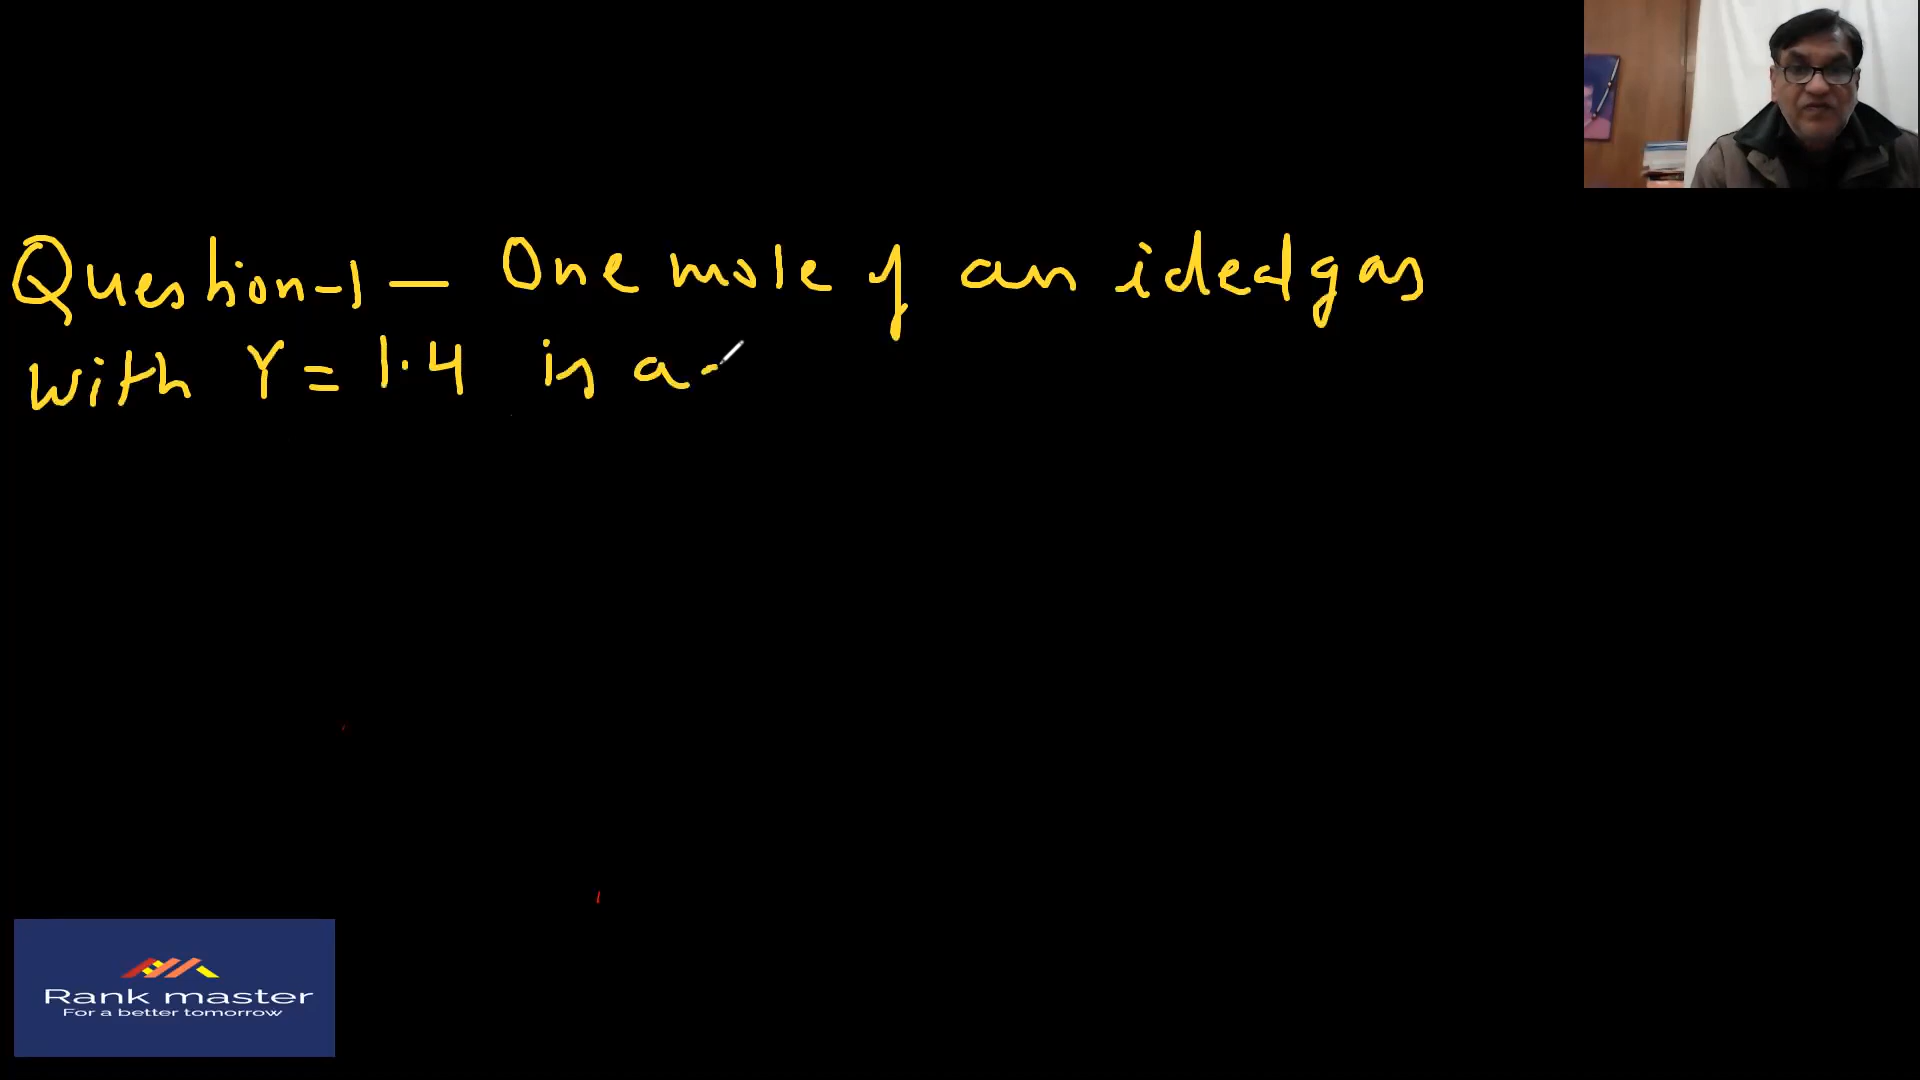 Question-1 — One mole of an ideal gas
with γ = 1.4 is a
Rank master
For a better tomorrow